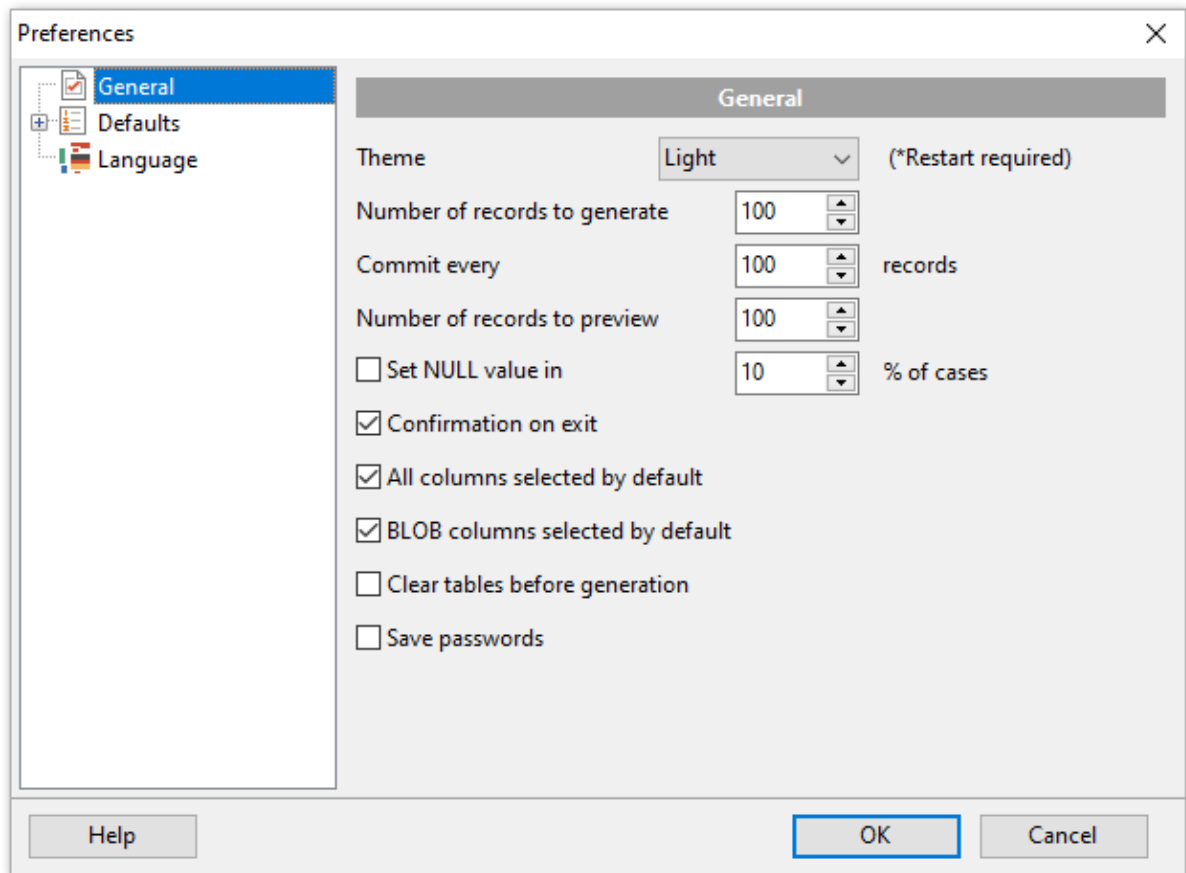 Preferences
General
Defaults
Language
General
Theme Light (*Restart required)
Number of records to generate 100
Commit every 100 records
Number of records to preview 100
Set NULL value in 10 % of cases
Confirmation on exit
All columns selected by default
BLOB columns selected by default
Clear tables before generation
Save passwords
Help OK Cancel